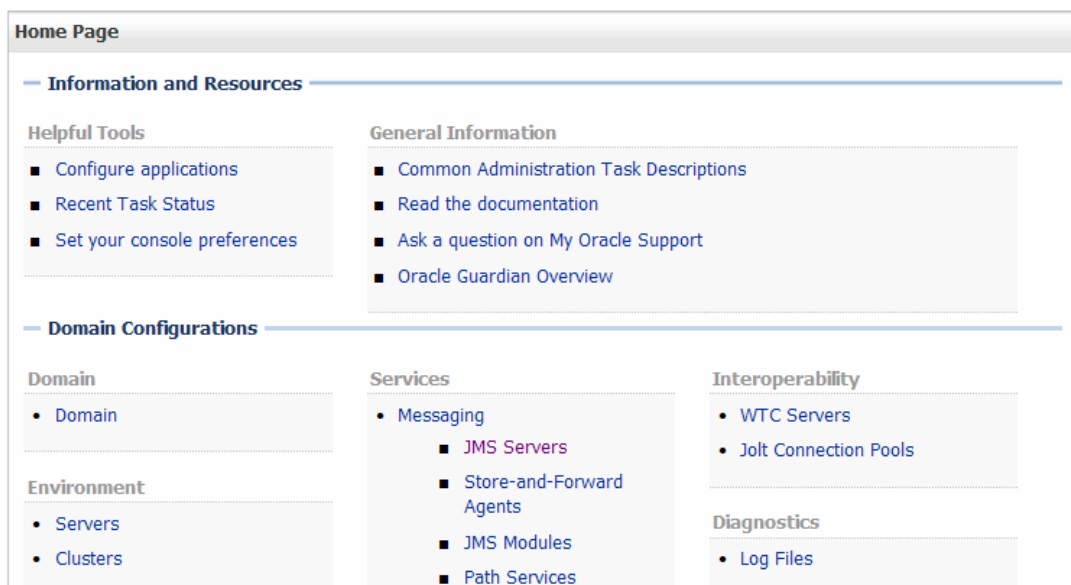 Home Page
Information and Resources
Helpful Tools
Configure applications
Recent Task Status
Set your console preferences
General Information
Common Administration Task Descriptions
Read the documentation
Ask a question on My Oracle Support
Oracle Guardian Overview
Domain Configurations
Domain
Domain
Environment
Servers
Clusters
Services
Messaging
JMS Servers
Store-and-Forward
Agents
JMS Modules
Path Services
Interoperability
WTC Servers
Jolt Connection Pools
Diagnostics
Log Files